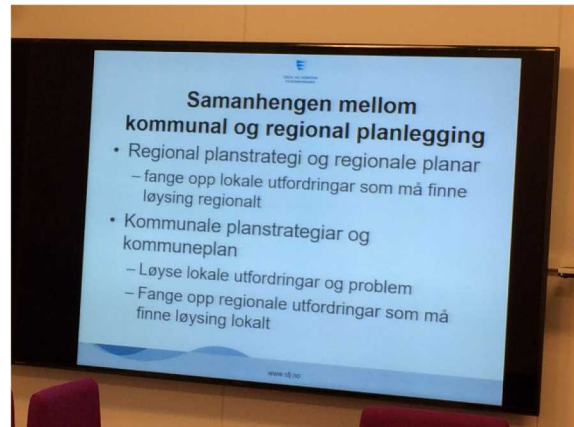 Samanhengen mellom
kommunal og regional planlegging
• Regional planstrategi og regionale planar
– fange opp lokale utfordringar som må finne
løysing regionalt
• Kommunale planstrategiar og
kommuneplan
– Løyse lokale utfordringar og problem
– Fange opp regionale utfordringar som må
finne løysing lokalt
www.sfj.no